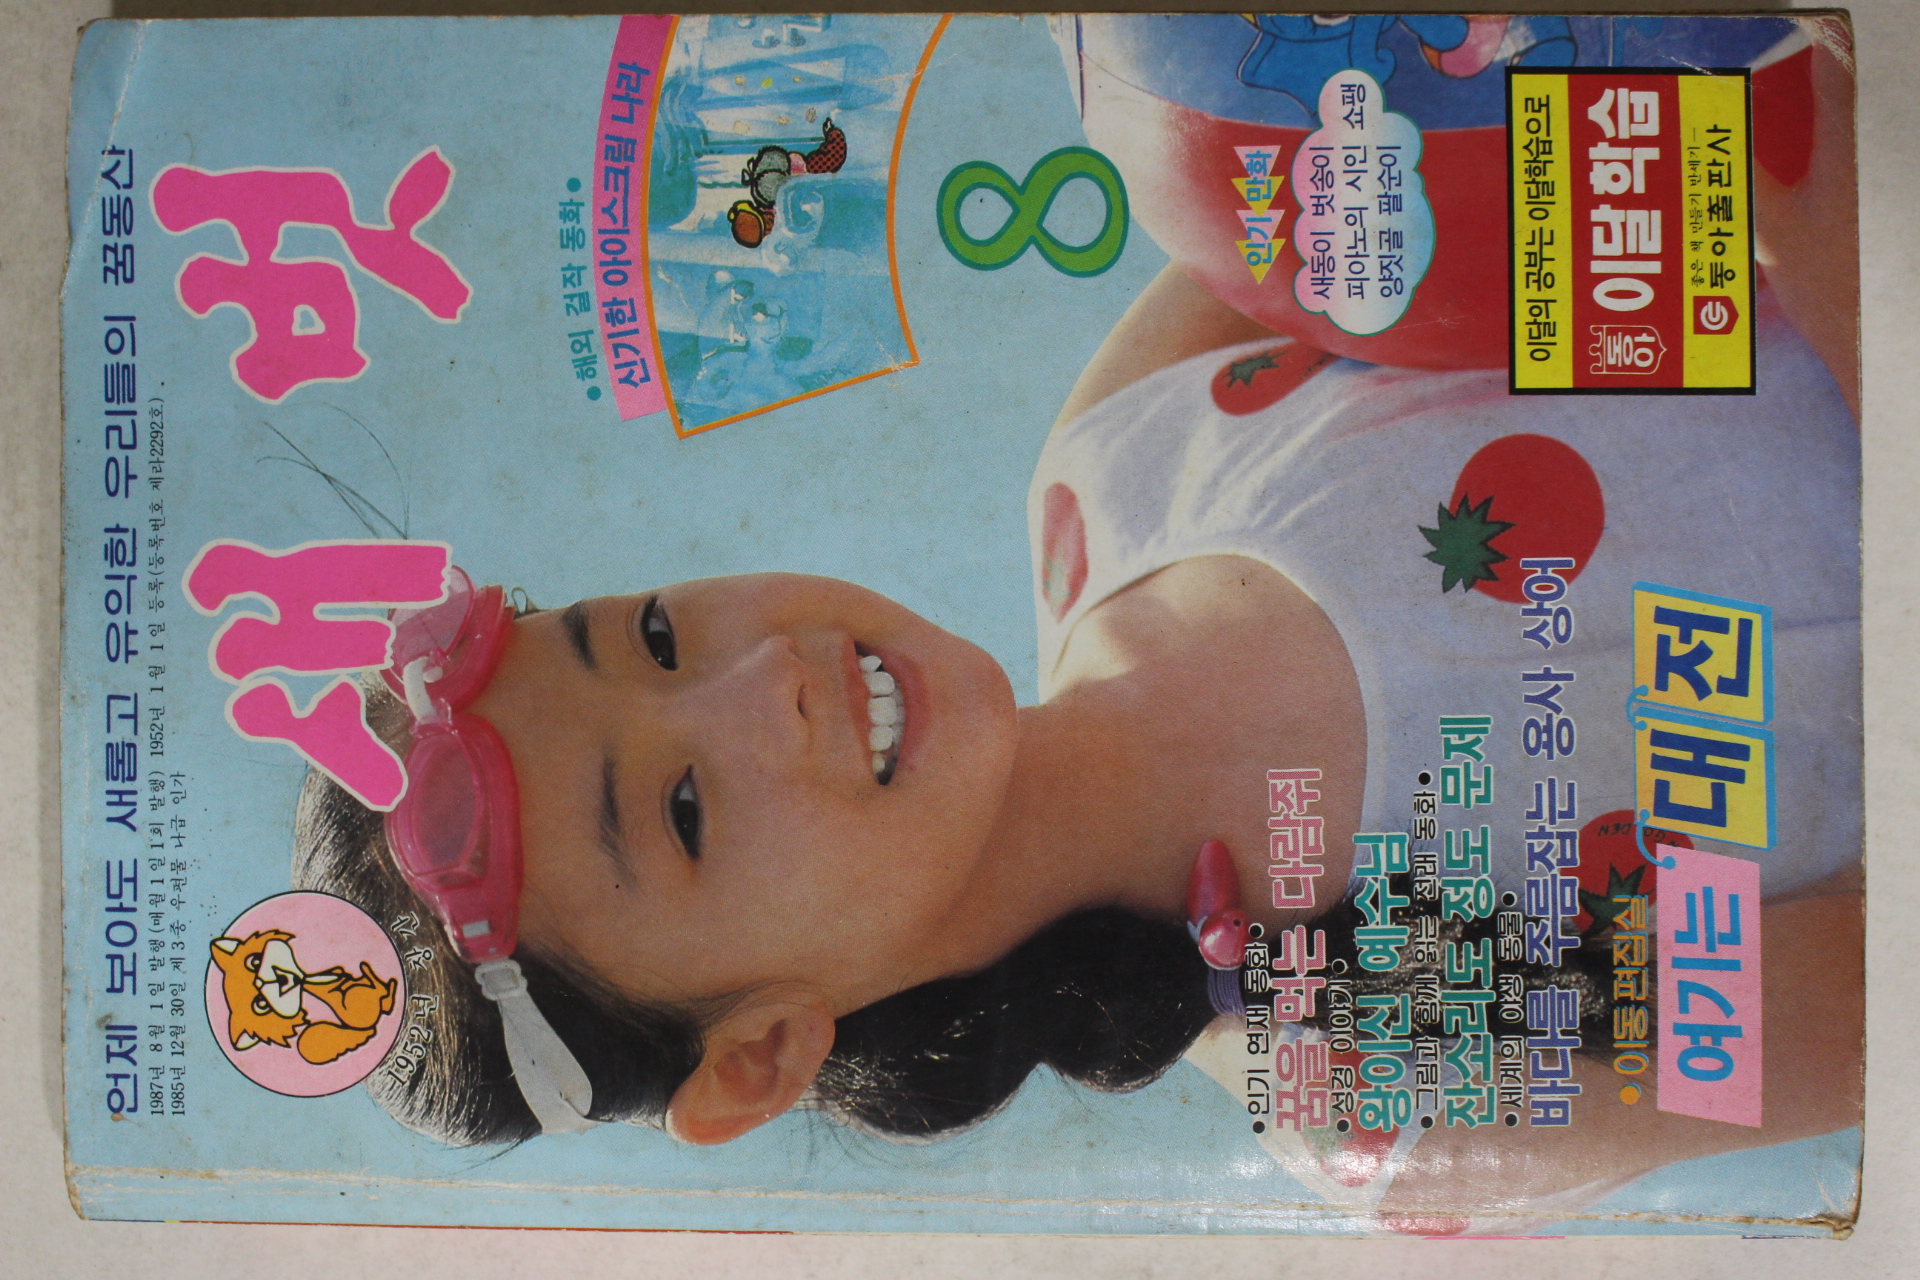 언제 보아도 새롭고 유익한 우리들의 꿈동산
1987년 8월 1일 발행(매월 1일 1회 발행) 1952년 1월 1일 등록(등록번호 제라2292호)
1985년 12월 30일 제3종 우편물 나급 인가
새벗
1952년 창간
●해외 걸작 동화●
신기한 아이스크림 나라
8
인기 만화
새동이 벗송이
피아노의 시인 쇼팽
양짓골 팔순이
이달의 공부는 이달학습으로
동아
이달학습
좋은 책 만들기 반세기
동아출판사
●인기 연재 동화●
꿈을 먹는 다람쥐
●성경 이야기●
왕이신 예수님
●그림과 함께 읽는 전래 동화●
잔소리도 정도 문제
●세계의 야생 동물●
바다를 주름잡는 용사 상어
●이동 편집실
여기는 대전